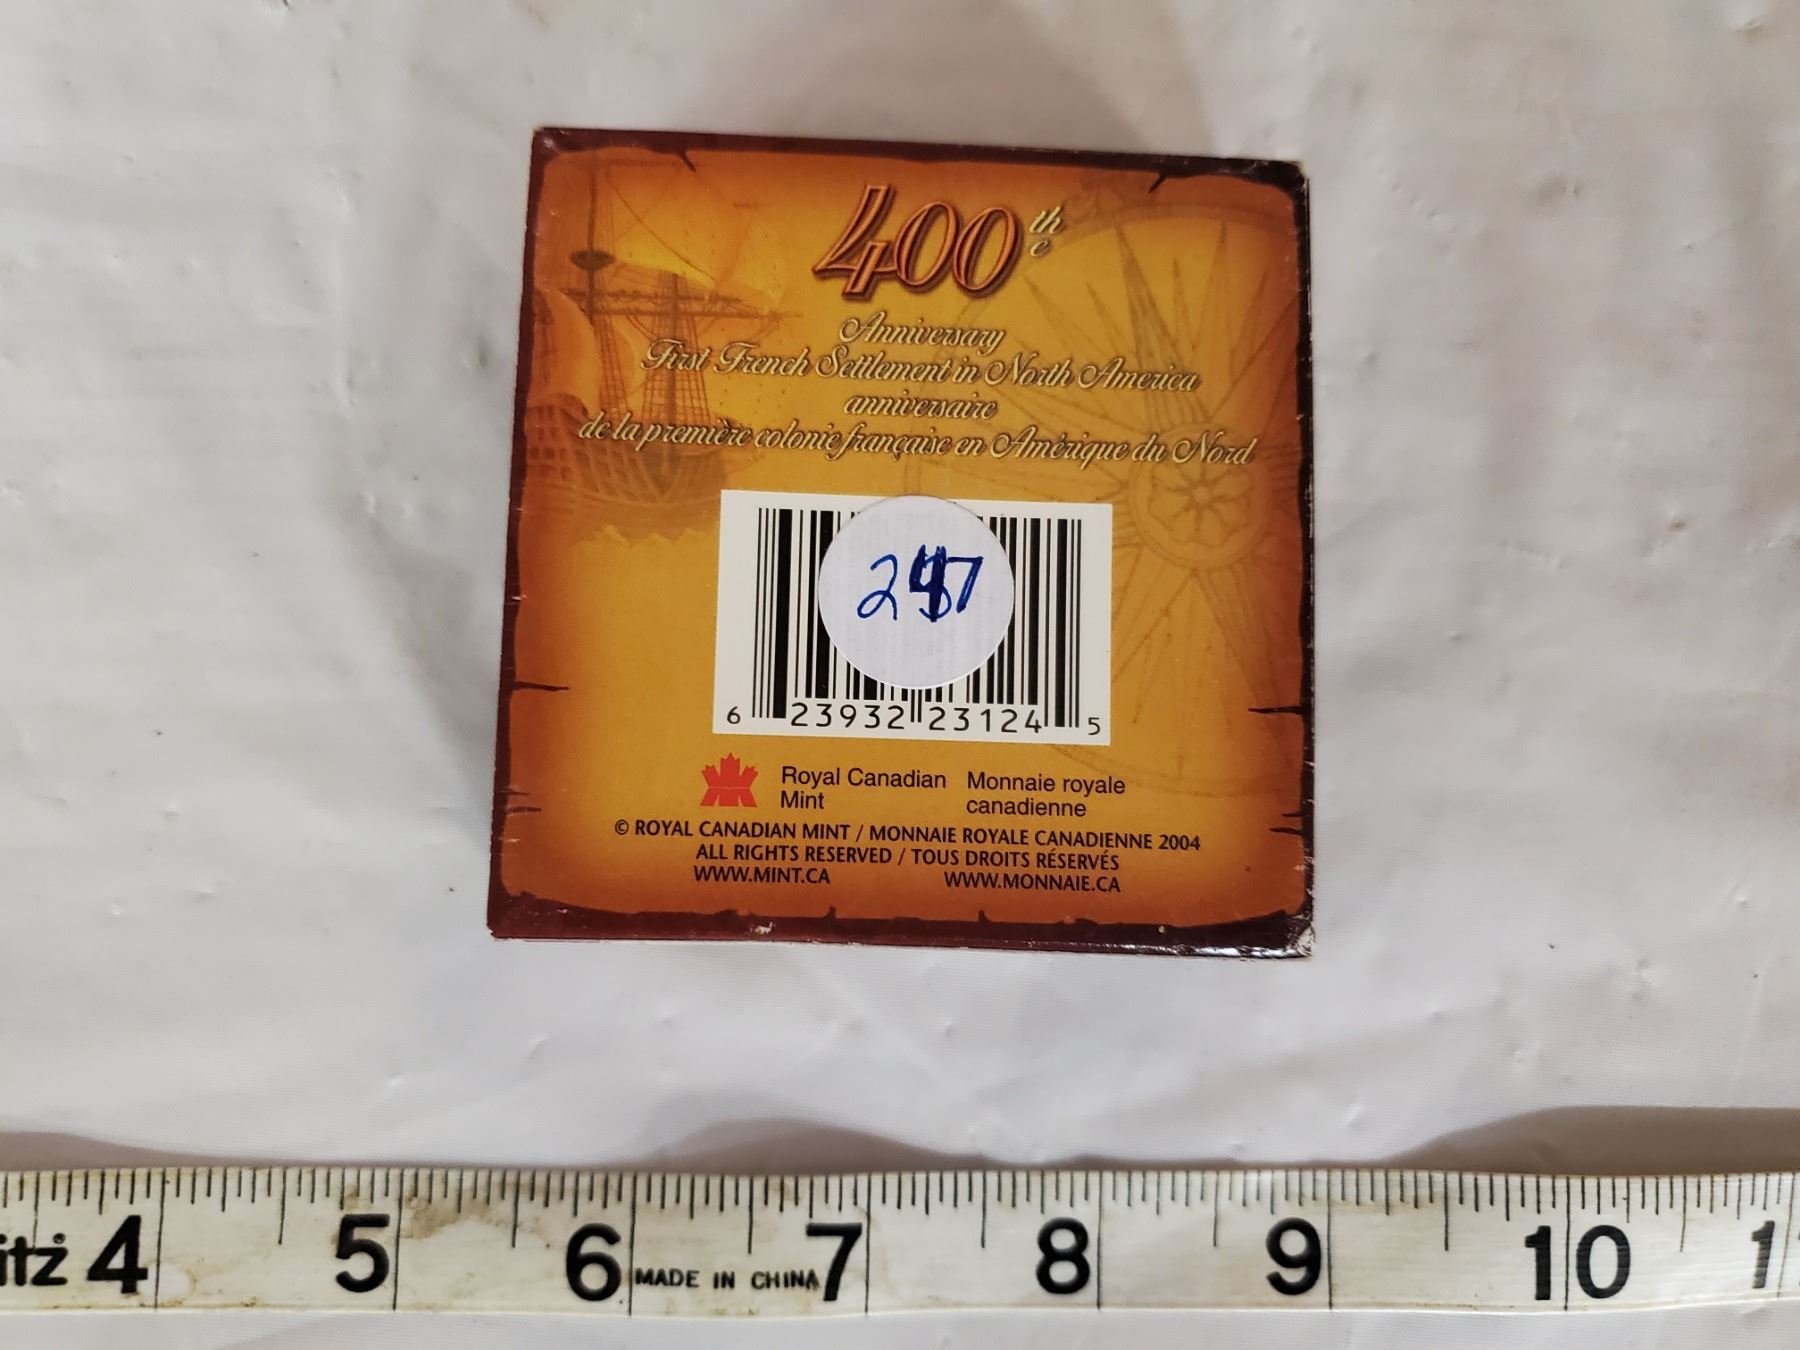 400th
e
Anniversary
First French Settlement in North America
anniversaire
de la première colonie française en Amérique du Nord
247
6 23932 23124 5
Royal Canadian Mint
Monnaie royale canadienne
© ROYAL CANADIAN MINT / MONNAIE ROYALE CANADIENNE 2004
ALL RIGHTS RESERVED / TOUS DROITS RÉSERVÉS
WWW.MINT.CA WWW.MONNAIE.CA
itz 4 5 6 MADE IN CHINA 7 8 9 10 1